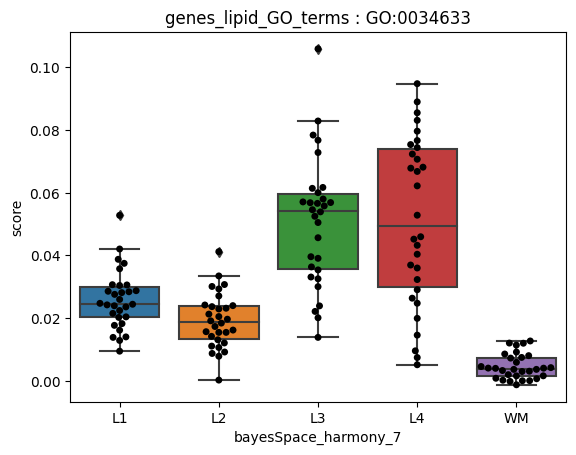 genes_lipid_GO_terms : GO:0034633
0.10
0.08
0.06
0.04
0.02
0.00
score
L1 L2 L3 L4 WM
bayesSpace_harmony_7